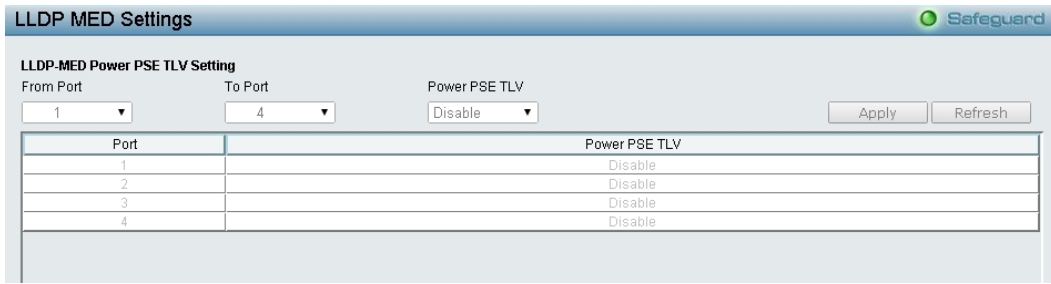 LLDP MED Settings
Safeguard
LLDP-MED Power PSE TLV Setting
From Port To Port Power PSE TLV
1 4 Disable Apply Refresh
Port Power PSE TLV
1 Disable
2 Disable
3 Disable
4 Disable